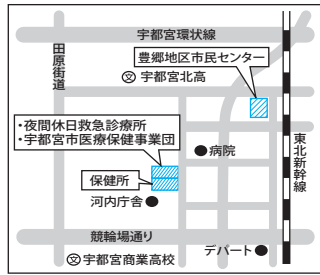 宇都宮環状線
田原街道
豊郷地区市民センター
文 宇都宮北高
・夜間休日救急診療所
・宇都宮市医療保健事業団
病院
保健所
河内庁舎
東北新幹線
競輪場通り
デパート
文 宇都宮商業高校